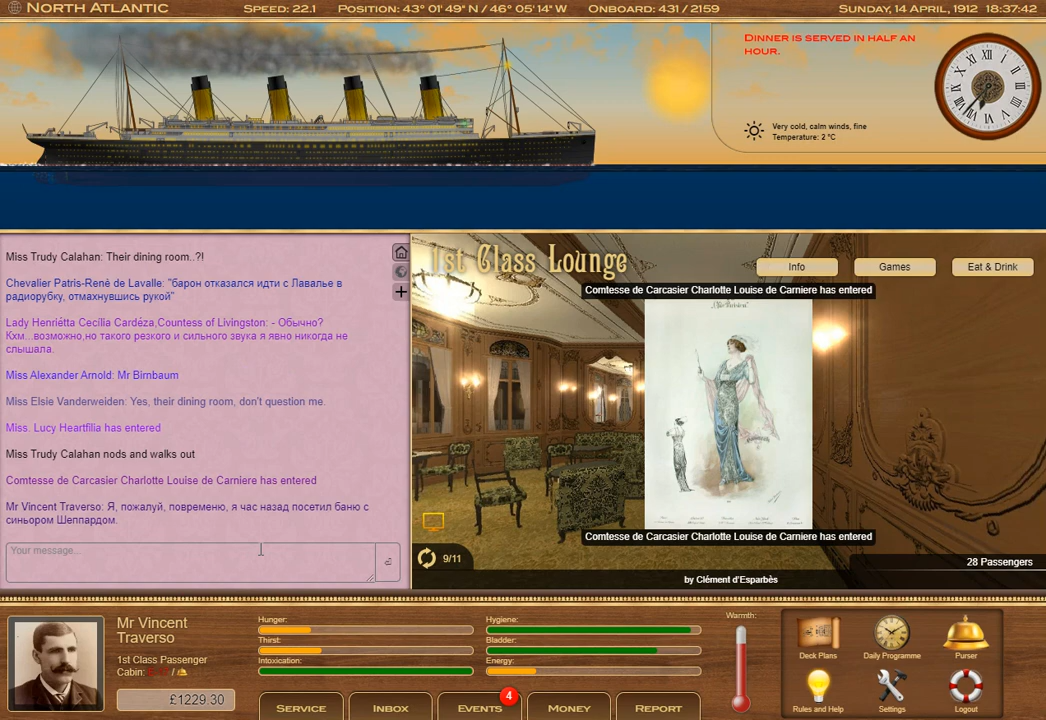 North Atlantic
Speed: 22.1 Position: 43° 01' 49" N / 46° 05' 14" W Onboard: 431 / 2159
Sunday, 14 April, 1912 18:37:42
Dinner is served in half an
hour.
Very cold, calm winds, fine
Temperature: 2 °C
Miss Trudy Calahan: Their dining room..?!
Chevalier Patris-Renè de Lavalle: "барон отказался идти с Лавалье в
радиорубку, отмахнувшись рукой"
Lady Henriétta Cecília Cardéza,Countess of Livingston: - Обычно?
Кхм...возможно,но такого резкого и сильного звука я явно никогда не
слышала.
Miss Alexander Arnold: Mr Birnbaum
Miss Elsie Vanderweiden: Yes, their dining room, don't question me.
Miss. Lucy Heartfilia has entered
Miss Trudy Calahan nods and walks out
Comtesse de Carcasier Charlotte Louise de Carniere has entered
Mr Vincent Traverso: Я, пожалуй, повременю, я час назад посетил баню с
синьором Шеппардом.
Your message...
1st Class Lounge
Info
Games
Eat & Drink
Comtesse de Carcasier Charlotte Louise de Carniere has entered
Comtesse de Carcasier Charlotte Louise de Carniere has entered
9/11
28 Passengers
by Clément d'Esparbès
Mr Vincent
Traverso
1st Class Passenger
Cabin:
£1229.30
Hunger:
Thirst:
Intoxication:
Hygiene:
Bladder:
Energy:
Warmth:
Service
Inbox
Events
4
Money
Report
Deck Plans
Daily Programme
Purser
Rules and Help
Settings
Logout